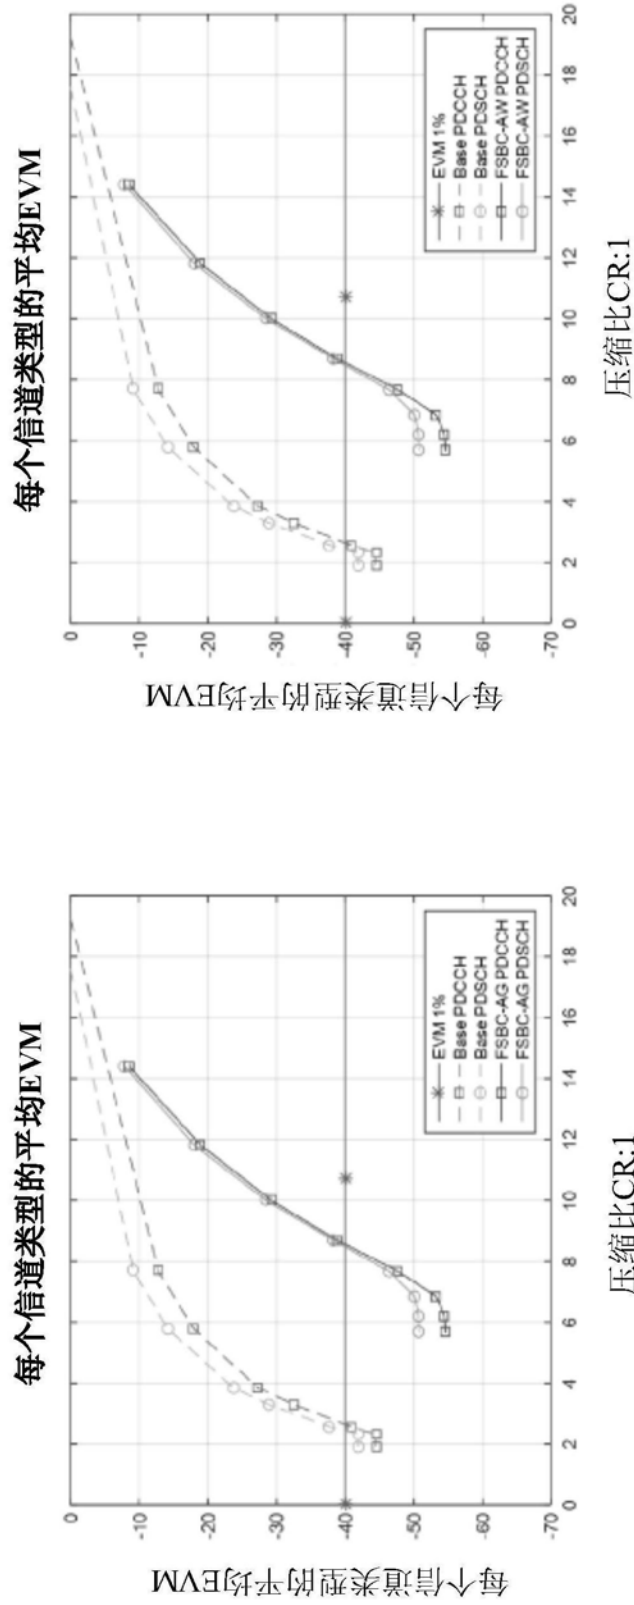 每个信道类型的平均EVM
每个信道类型的平均EVM
0
-10
-20
-30
-40
-50
-60
-70
0
2
4
6
8
10
12
14
16
18
20
EVM 1%
Base PDCCH
Base PDSCH
FSBC-AG PDCCH
FSBC-AG PDSCH
压缩比CR:1
每个信道类型的平均EVM
每个信道类型的平均EVM
0
-10
-20
-30
-40
-50
-60
-70
0
2
4
6
8
10
12
14
16
18
20
EVM 1%
Base PDCCH
Base PDSCH
FSBC-AW PDCCH
FSBC-AW PDSCH
压缩比CR:1